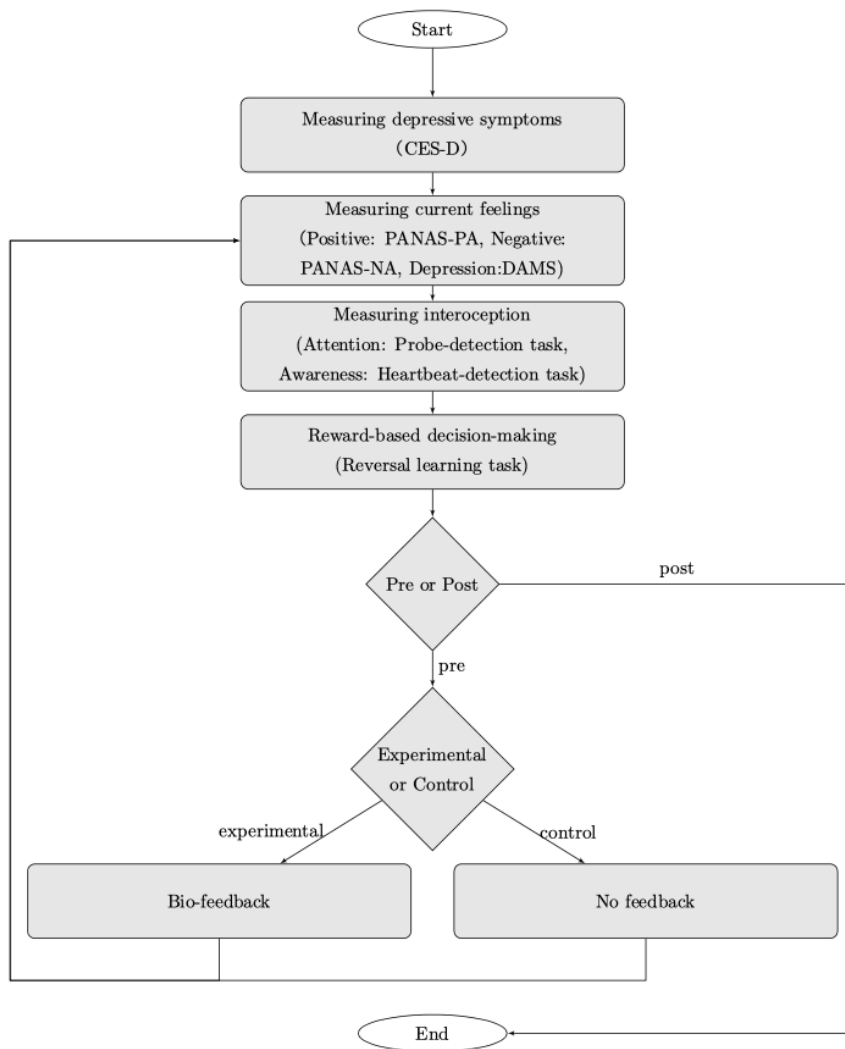 Start
Measuring depressive symptoms
(CES-D)
Measuring current feelings
(Positive: PANAS-PA, Negative:
PANAS-NA, Depression:DAMS)
Measuring interoception
(Attention: Probe-detection task,
Awareness: Heartbeat-detection task)
Reward-based decision-making
(Reversal learning task)
Pre or Post
post
pre
Experimental
or Control
experimental
control
Bio-feedback
No feedback
End